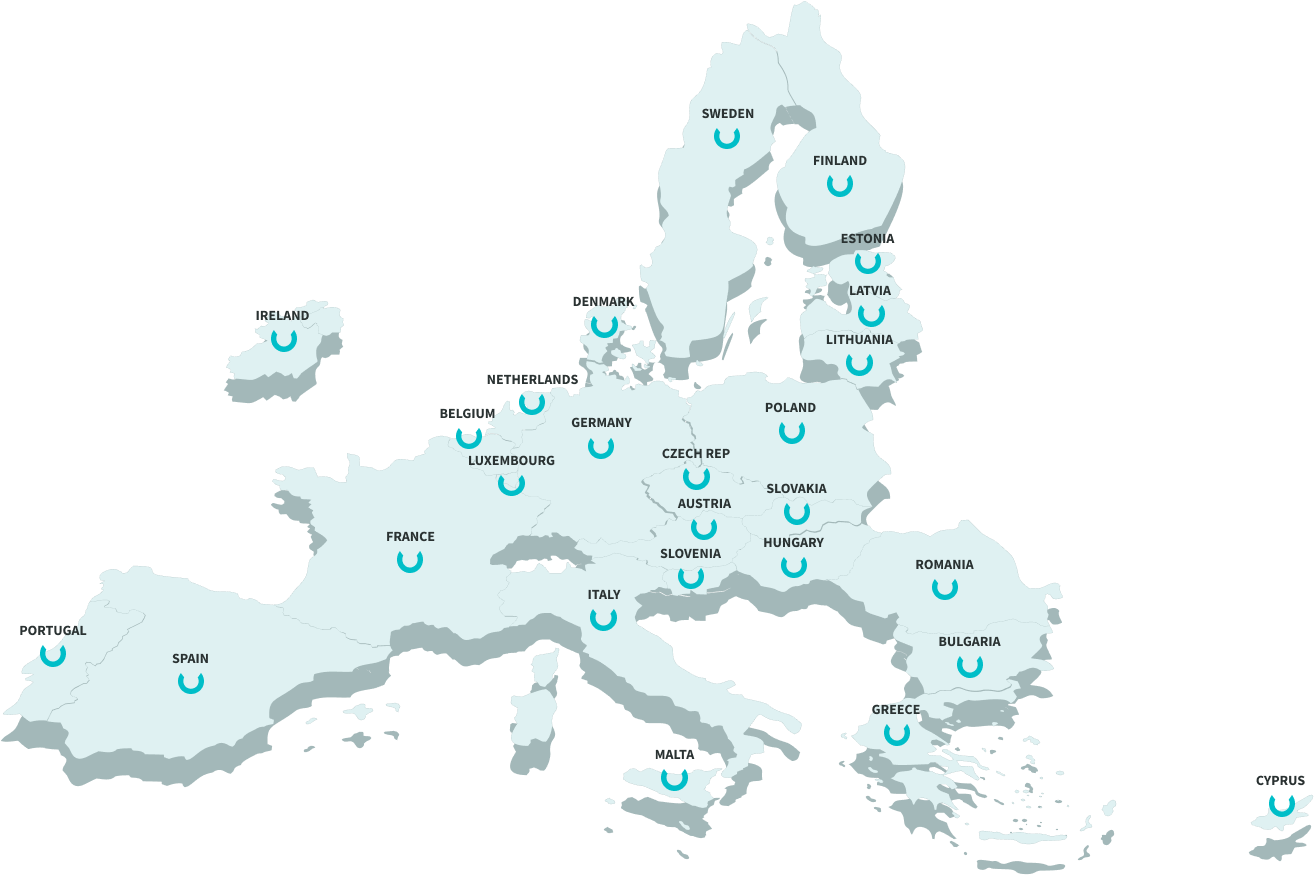 SWEDEN
FINLAND
ESTONIA
LATVIA
DENMARK
IRELAND
LITHUANIA
NETHERLANDS
POLAND
BELGIUM
GERMANY
CZECH REP
LUXEMBOURG
SLOVAKIA
AUSTRIA
FRANCE
HUNGARY
SLOVENIA
ROMANIA
ITALY
PORTUGAL
BULGARIA
SPAIN
GREECE
MALTA
CYPRUS